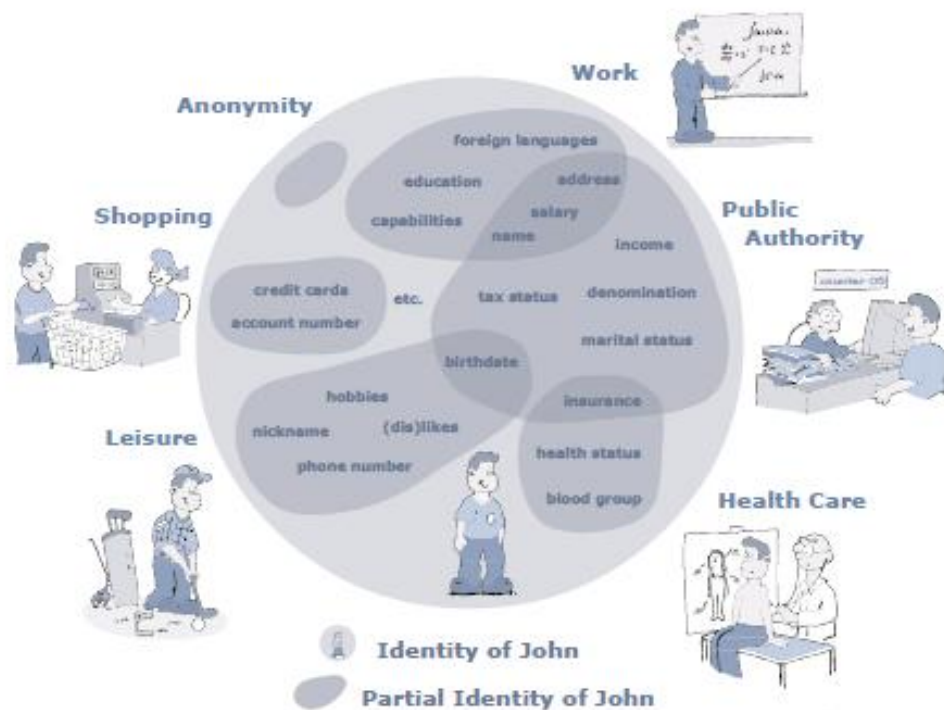 Work
Anonymity
foreign languages
education
address
Shopping
capabilities
salary
name
Public
Authority
income
credit cards
etc.
tax status
denomination
account number
marital status
birthdate
hobbies
insurance
Leisure
nickname
(dis)likes
health status
phone number
blood group
Health Care
Identity of John
Partial Identity of John